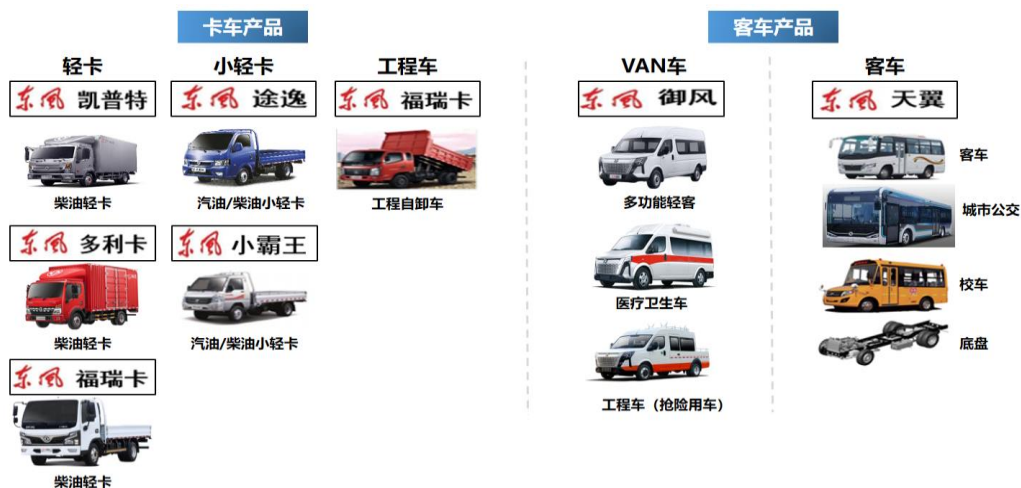 卡车产品
客车产品
轻卡
小轻卡
工程车
VAN车
客车
东风 凯普特
东风 途逸
东风 福瑞卡
东风 御风
东风 天翼
柴油轻卡
汽油/柴油小轻卡
工程自卸车
多功能轻客
客车
城市公交
东风 多利卡
东风 小霸王
柴油轻卡
汽油/柴油小轻卡
医疗卫生车
校车
底盘
东风 福瑞卡
柴油轻卡
工程车（抢险用车）